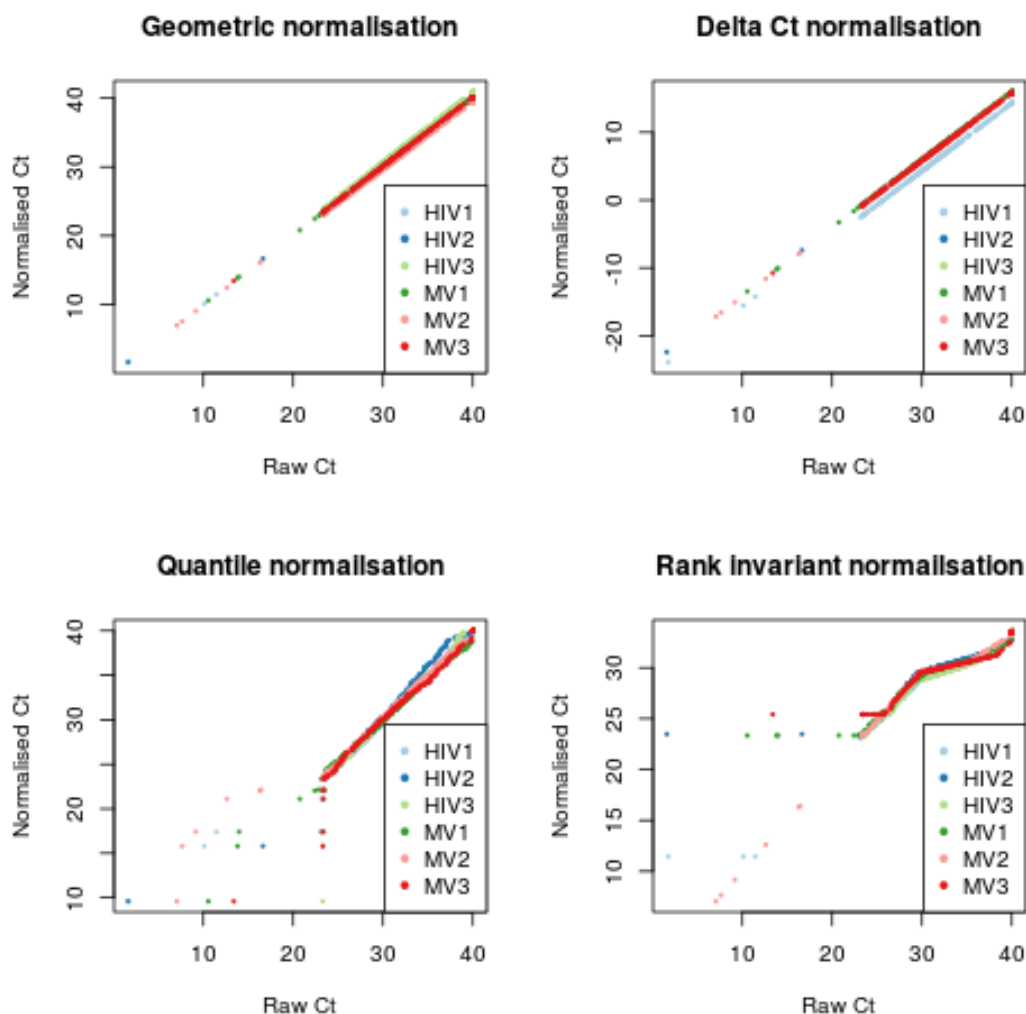 Geometric normalisation
Normalised Ct
40
30
20
10
HIV1
HIV2
HIV3
MV1
MV2
MV3
10 20 30 40
Raw Ct
Delta Ct normalisation
Normalised Ct
10
0
-10
-20
HIV1
HIV2
HIV3
MV1
MV2
MV3
10 20 30 40
Raw Ct
Quantile normalisation
Normalised Ct
40
30
20
10
HIV1
HIV2
HIV3
MV1
MV2
MV3
10 20 30 40
Raw Ct
Rank invariant normalisation
Normalised Ct
30
25
20
15
10
HIV1
HIV2
HIV3
MV1
MV2
MV3
10 20 30 40
Raw Ct